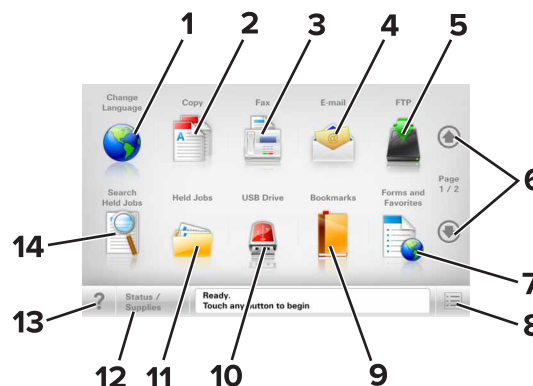 1
2
3
4
5
Change
Language
Copy
Fax
E-mail
FTP
6
Page
1 / 2
Search
Held Jobs
Held Jobs
USB Drive
Bookmarks
Forms and
Favorites
14
7
?
Status /
Supplies
Ready.
Touch any button to begin
8
13
12
11
10
9